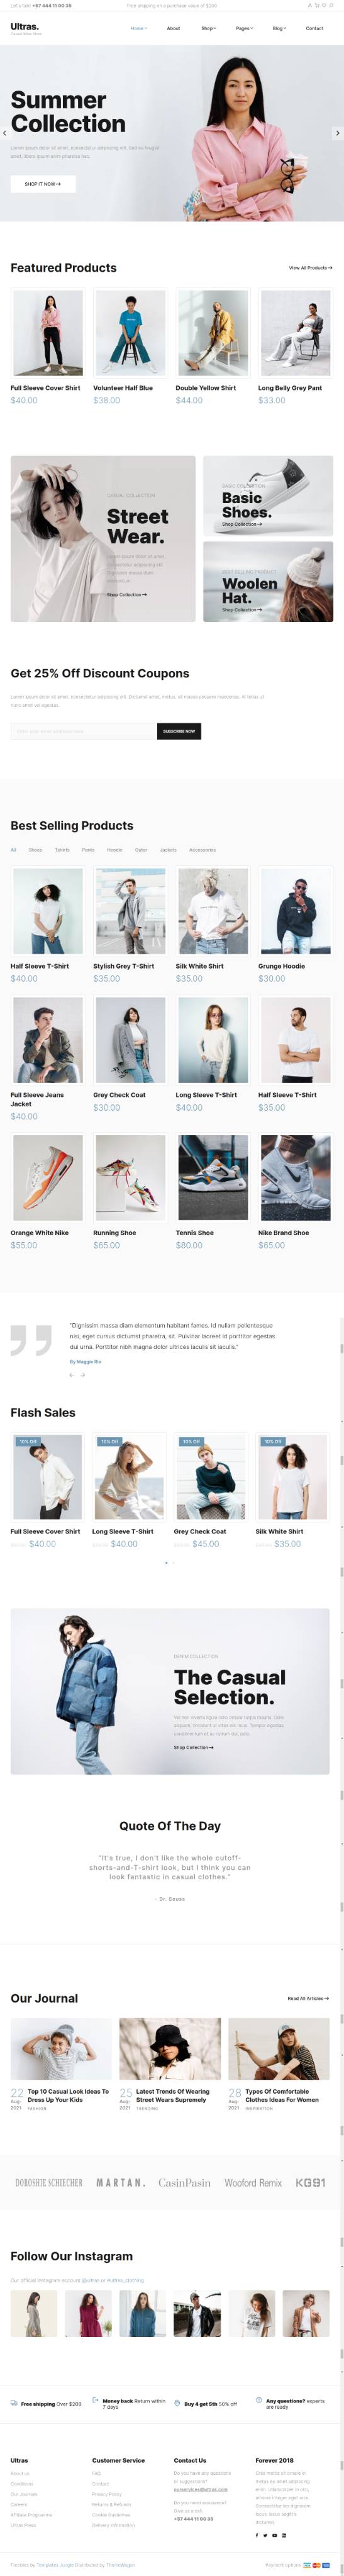 Let's talk! +57 444 11 00 35
Free shipping on a purchase value of $200
Ultras.
Home
About
Shop
Pages
Blog
Contact
Summer
Collection
Lorem ipsum dolor sit amet, consectetur adipiscing elit. Sed eu feugiat
amet, libero ipsum enim pharetra hac.
SHOP IT NOW
Featured Products
View All Products
Full Sleeve Cover Shirt
$40.00
Volunteer Half Blue
$38.00
Double Yellow Shirt
$44.00
Long Belly Grey Pant
$33.00
CASUAL COLLECTION
Street
Wear.
Lorem ipsum dolor sit amet,
consectetur adipiscing elit.
Dignissim massa diam
elementum.
Shop Collection
BASIC COLLECTION
Basic
Shoes.
Shop Collection
BEST SELLING PRODUCT
Woolen
Hat.
Shop Collection
Get 25% Off Discount Coupons
Lorem ipsum dolor sit amet, consectetur adipiscing elit. Dictumst amet, metus, sit massa posuere maecenas. At tellus ut
nunc amet vel egestas.
Enter your email addresss here
SUBSCRIBE NOW
Best Selling Products
All
Shoes
Tshirts
Pants
Hoodie
Outer
Jackets
Accessories
Half Sleeve T-Shirt
$40.00
Stylish Grey T-Shirt
$35.00
Silk White Shirt
$35.00
Grunge Hoodie
$30.00
Full Sleeve Jeans
Jacket
$40.00
Grey Check Coat
$30.00
Long Sleeve T-Shirt
$40.00
Half Sleeve T-Shirt
$35.00
Orange White Nike
$55.00
Running Shoe
$65.00
Tennis Shoe
$80.00
Nike Brand Shoe
$65.00
"Dignissim massa diam elementum habitant fames. Id nullam pellentesque
nisi, eget cursus dictumst pharetra, sit. Pulvinar laoreet id porttitor egestas
dui urna. Porttitor nibh magna dolor ultrices iaculis sit iaculis."
By Maggie Rio
Flash Sales
10% Off
10% Off
10% Off
10% Off
Full Sleeve Cover Shirt
$40.00
Long Sleeve T-Shirt
$40.00
Grey Check Coat
$45.00
Silk White Shirt
$35.00
DENIM COLLECTION
The Casual
Selection.
Vel non viverra ligula odio ornare turpis mauris. Odio
aliquam, tincidunt ut vitae elit risus. Tempor egestas
condimentum et ac rutrum dui, odio.
Shop Collection
Quote Of The Day
"It's true, I don't like the whole cutoff-
shorts-and-T-shirt look, but I think you can
look fantastic in casual clothes."
- Dr. Seuss
Our Journal
Read All Articles
22
Aug-
2021
Top 10 Casual Look Ideas To
Dress Up Your Kids
FASHION
25
Aug-
2021
Latest Trends Of Wearing
Street Wears Supremely
TRENDING
28
Aug-
2021
Types Of Comfortable
Clothes Ideas For Women
INSPIRATION
DOROSHIE SCHIECHER
MARTAN.
CasinPasin
Wooford Remix
KG91
Follow Our Instagram
Our official Instagram account @ultras or #ultras_clothing
Free shipping Over $200
Money back Return within
7 days
Buy 4 get 5th 50% off
Any questions? experts
are ready
Ultras
About us
Conditions
Our Journals
Careers
Affiliate Programme
Ultras Press
Customer Service
FAQ
Contact
Privacy Policy
Returns & Refunds
Cookie Guidelines
Delivery Information
Contact Us
Do you have any questions
or suggestions?
ourservices@ultras.com
Do you need assistance?
Give us a call.
+57 444 11 00 35
Forever 2018
Cras mattis sit ornare in
metus eu amet adipiscing
enim. Ullamcorper in orci,
ultrices integer eget arcu.
Consectetur leo dignissim
lacus, lacus sagittis
dictumst.
Freebies by Templates Jungle Distributed by ThemeWagon
Payment options: